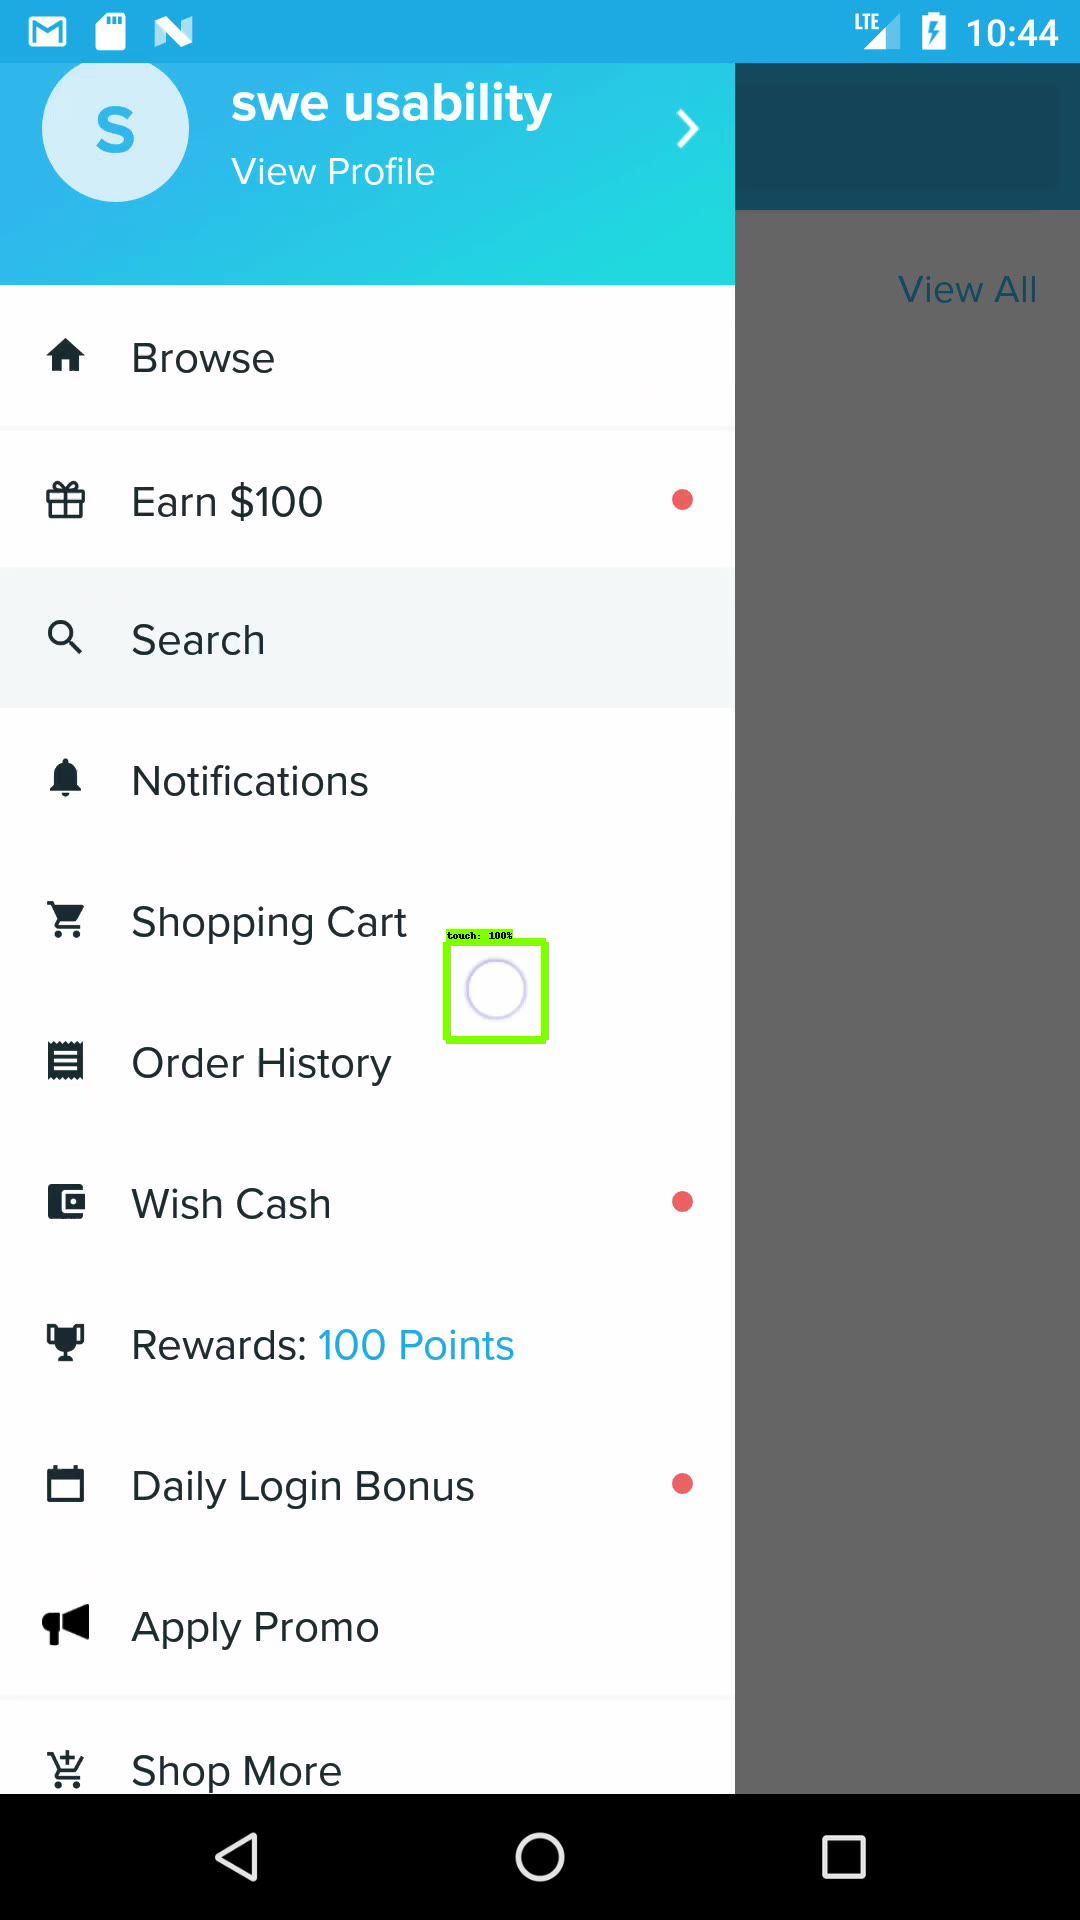 LTE 10:44
S
swe usability
View Profile
View All
Browse
Earn $100
Search
Notifications
Shopping Cart
touch: 100%
Order History
Wish Cash
Rewards: 100 Points
Daily Login Bonus
Apply Promo
Shop More